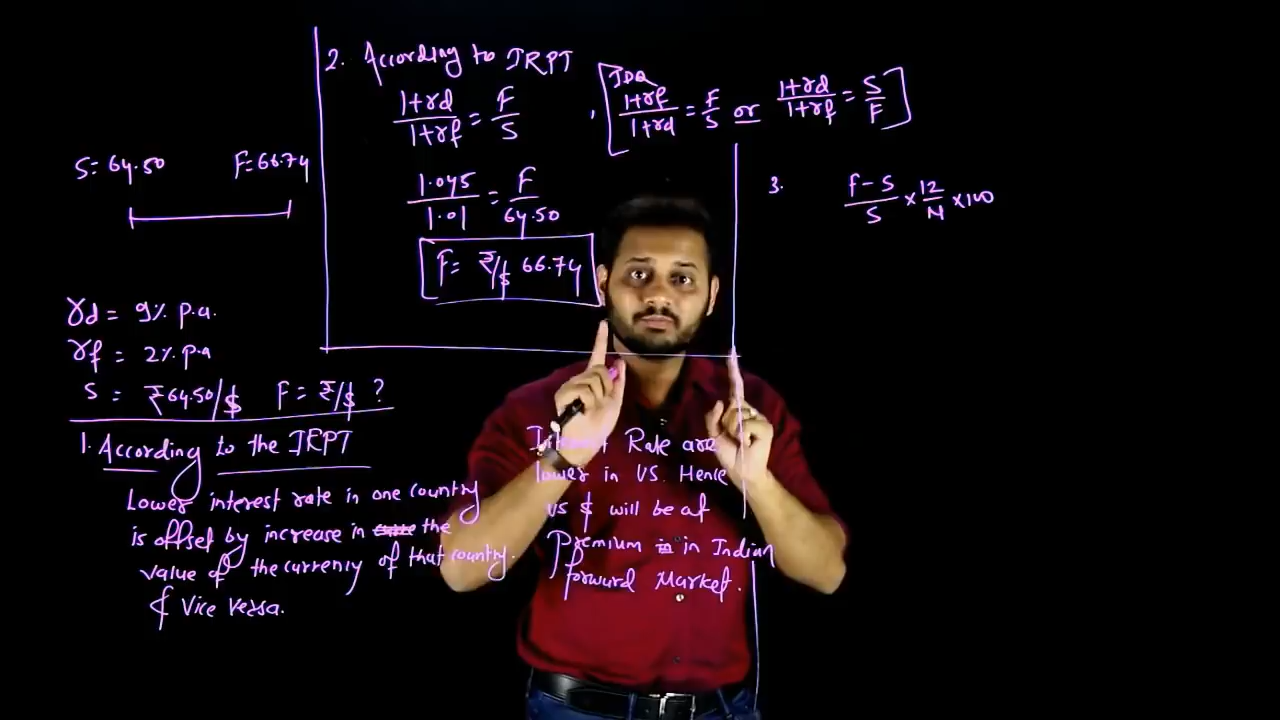 S= 64.50 F=66.74
rd = 9% p.a.
rf = 2% p.a
S = ₹64.50/$ F = ₹/$ ?
1. According to the IRPT
Lower interest rate in one country
is offset by increase in the
value of the currency of that country.
& Vice Versa.
Interest Rate are
lower in US. Hence
US $ will be at
Premium in Indian
forward Market.
2. According to IRPT
1+rd/1+rf = F/S
1.045/1.01 = F/64.50
F= ₹/$ 66.74
IDQ
1+rf/1+rd = F/S or 1+rd/1+rf = S/F
3. F-S/S × 12/N × 100